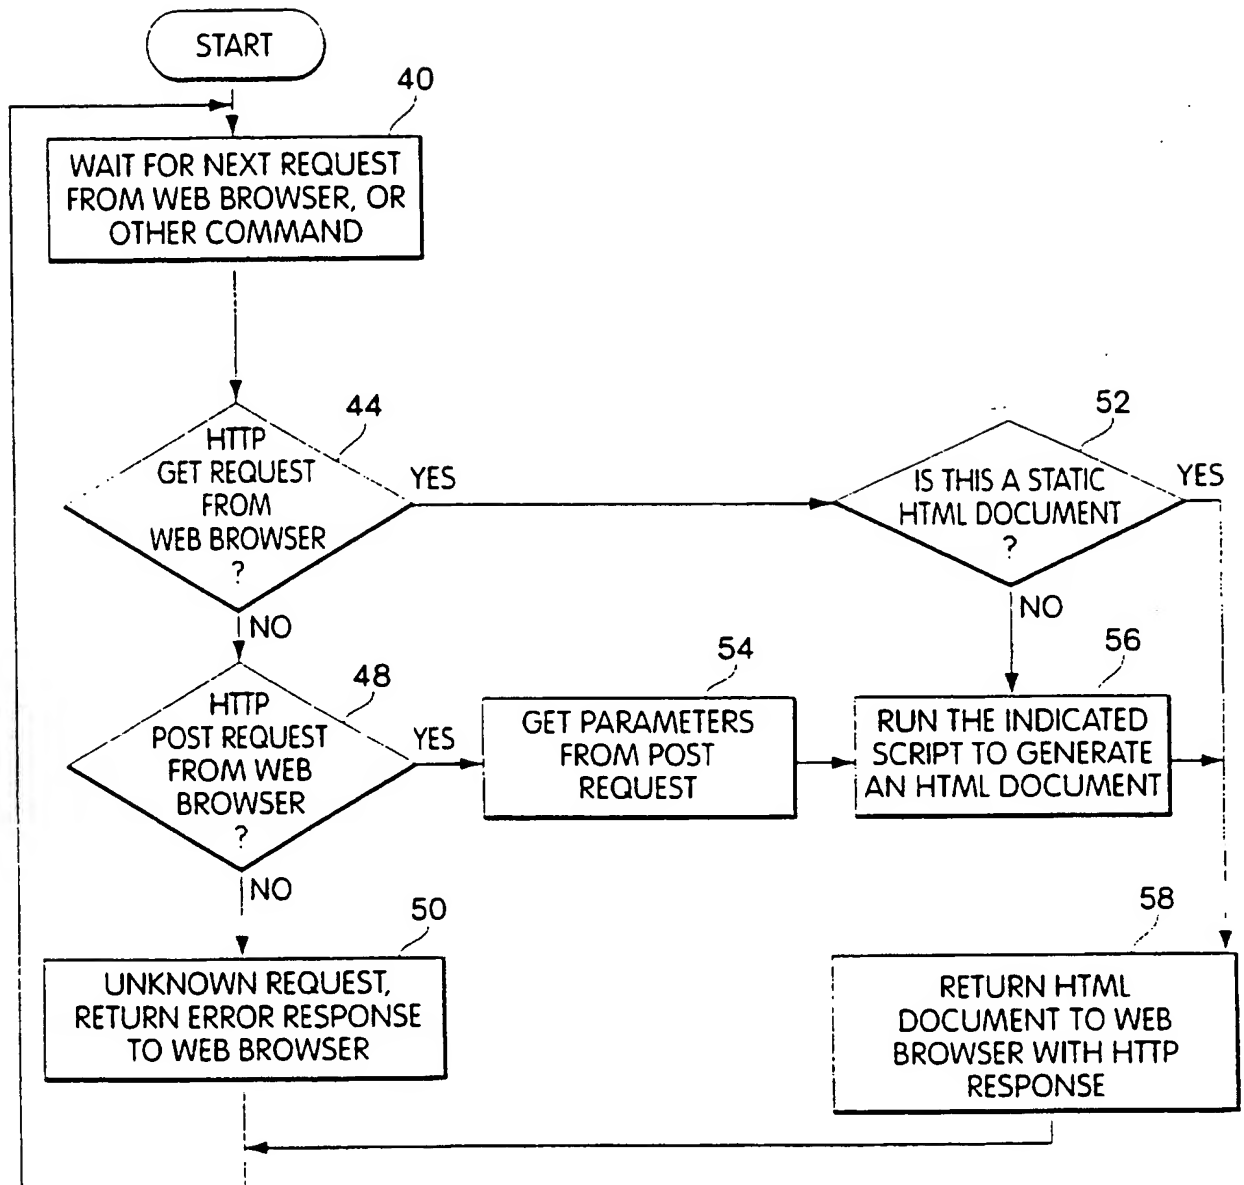 START
40
WAIT FOR NEXT REQUEST
FROM WEB BROWSER, OR
OTHER COMMAND
44
HTTP
GET REQUEST
FROM
WEB BROWSER
?
YES
NO
52
IS THIS A STATIC
HTML DOCUMENT
?
YES
NO
48
HTTP
POST REQUEST
FROM WEB
BROWSER
?
YES
NO
54
GET PARAMETERS
FROM POST
REQUEST
56
RUN THE INDICATED
SCRIPT TO GENERATE
AN HTML DOCUMENT
50
UNKNOWN REQUEST,
RETURN ERROR RESPONSE
TO WEB BROWSER
58
RETURN HTML
DOCUMENT TO WEB
BROWSER WITH HTTP
RESPONSE